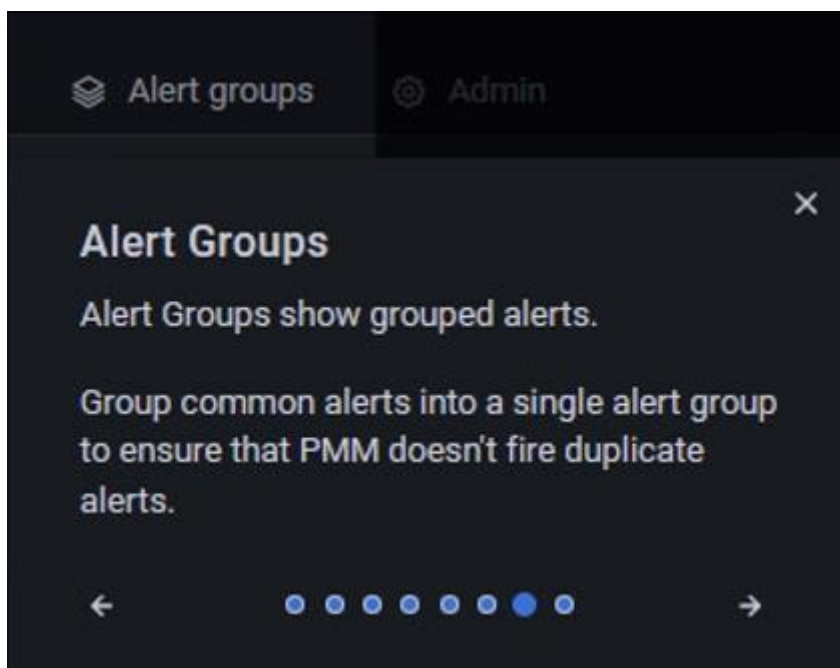 Alert groups Admin
Alert Groups
Alert Groups show grouped alerts.
Group common alerts into a single alert group
to ensure that PMM doesn't fire duplicate
alerts.